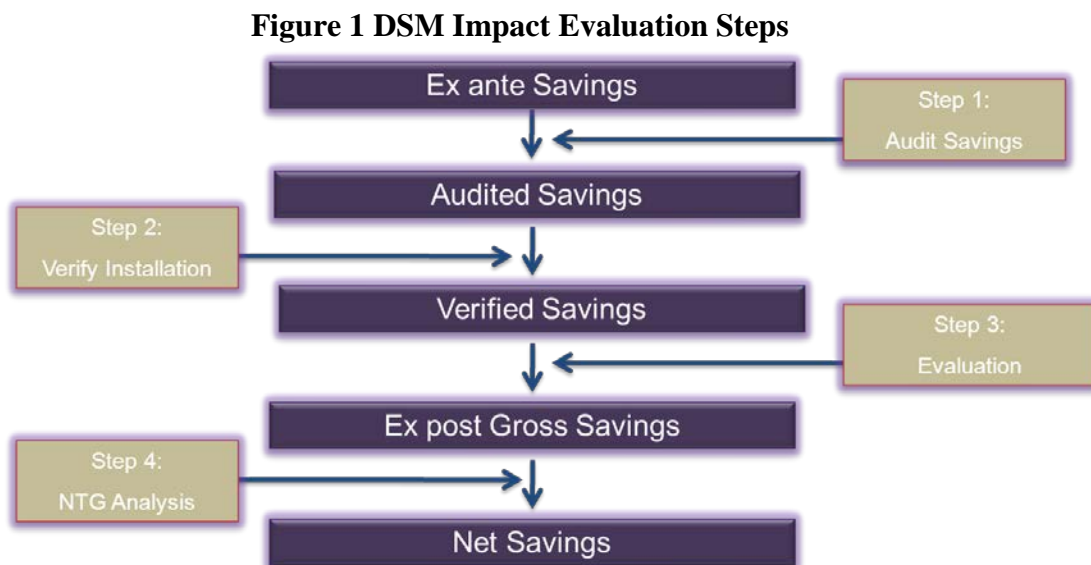 Figure 1 DSM Impact Evaluation Steps
Ex ante Savings
Step 1:
Audit Savings
Audited Savings
Step 2:
Verify Installation
Verified Savings
Step 3:
Evaluation
Ex post Gross Savings
Step 4:
NTG Analysis
Net Savings